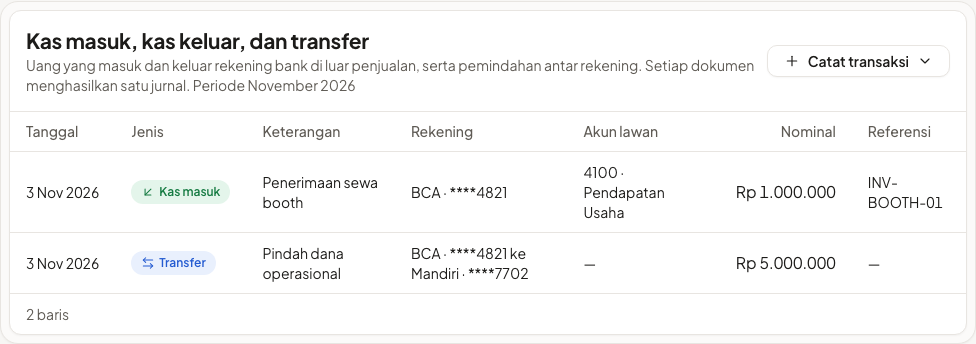 Kas masuk, kas keluar, dan transfer
Uang yang masuk dan keluar rekening bank di luar penjualan, serta pemindahan antar rekening. Setiap dokumen
menghasilkan satu jurnal. Periode November 2026
+ Catat transaksi
Tanggal Jenis Keterangan Rekening Akun lawan Nominal Referensi
3 Nov 2026
Kas masuk
Penerimaan sewa
booth
BCA · ****4821
4100 ·
Pendapatan
Usaha
Rp 1.000.000
INV-
BOOTH-01
3 Nov 2026
Transfer
Pindah dana
operasional
BCA · ****4821 ke
Mandiri · ****7702
—
Rp 5.000.000
—
2 baris